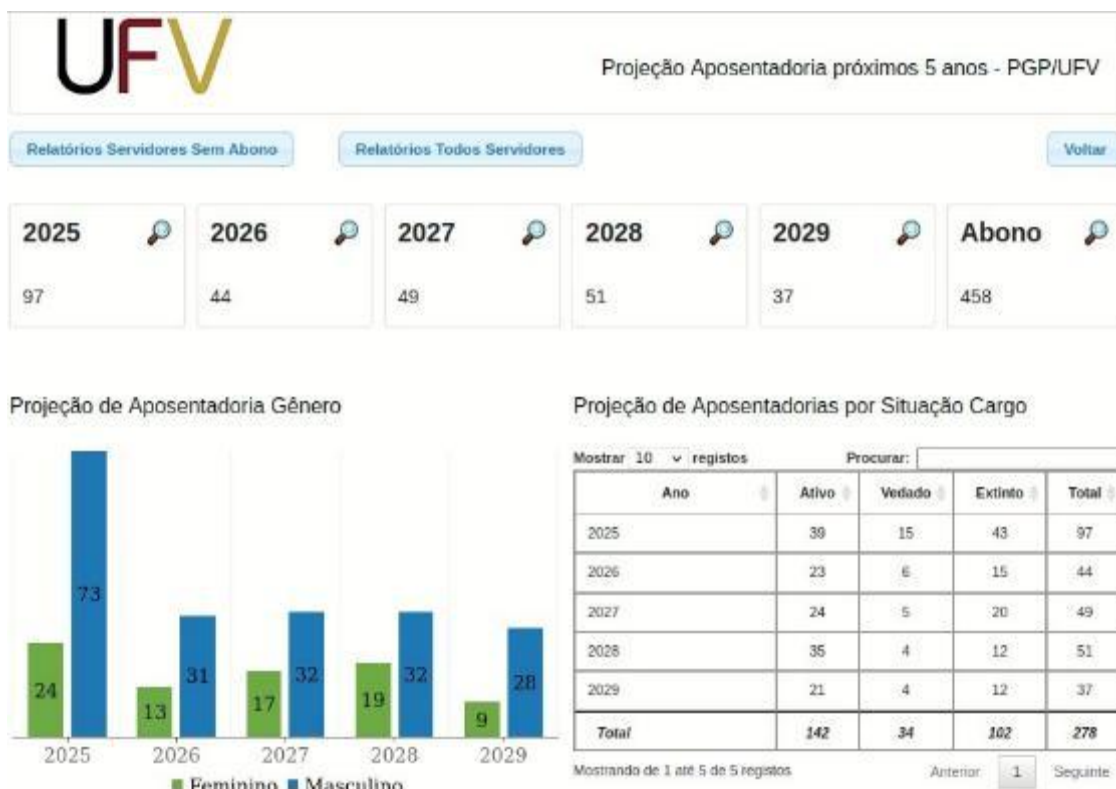 UFV
Projeção Aposentadoria próximos 5 anos - PGP/UFV
Relatórios Servidores Sem Abono
Relatórios Todos Servidores
Voltar
2025
97
2026
44
2027
49
2028
51
2029
37
Abono
458
Projeção de Aposentadoria Gênero
73
24
31
13
32
17
32
19
28
9
2025 2026 2027 2028 2029
Feminino Masculino
Projeção de Aposentadorias por Situação Cargo
Mostrar 10 registos Procurar:
Ano Ativo Vedado Extinto Total
2025 39 15 43 97
2026 23 6 15 44
2027 24 5 20 49
2028 35 4 12 51
2029 21 4 12 37
Total 142 34 102 278
Mostrando de 1 até 5 de 5 registos
Anterior 1 Seguinte